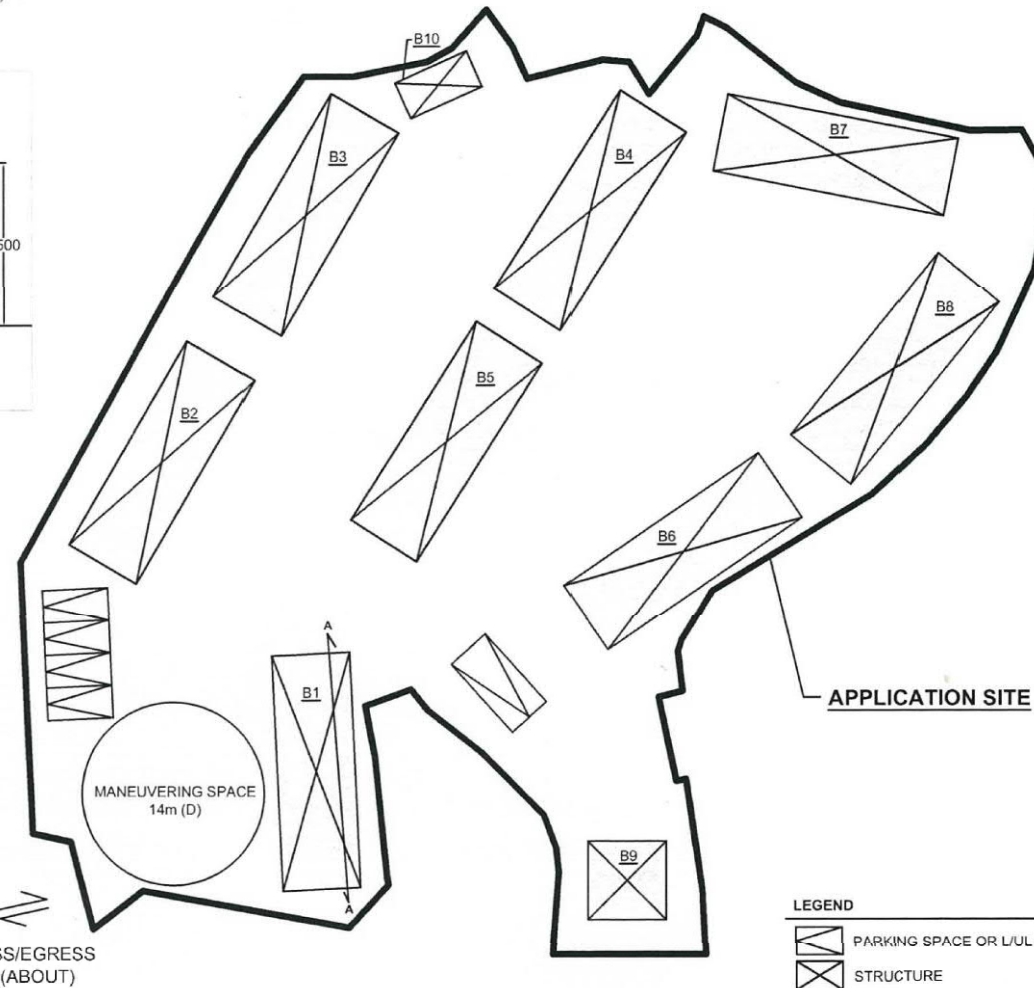 B10
B3
B4
B7
500
B8
B2
B5
B6
A
B1
APPLICATION SITE
MANEUVERING SPACE
14m (D)
B9
A
LEGEND
SS/EGRESS
(ABOUT)
PARKING SPACE OR L/UL
STRUCTURE